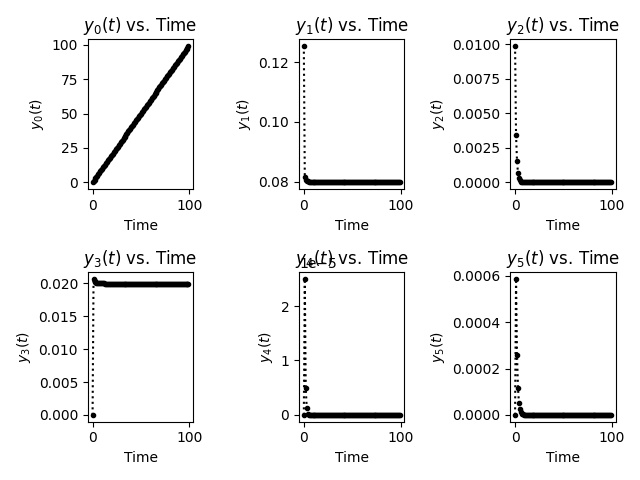 y₀(t) vs. Time
y₁(t) vs. Time
y₂(t) vs. Time
100
75
50
25
0
y₀(t)
0
100
Time
0.12
0.10
0.08
y₁(t)
0
100
Time
0.0100
0.0075
0.0050
0.0025
0.0000
y₂(t)
0
100
Time
y₃(t) vs. Time
y₄(t) vs. Time
1e−5
y₅(t) vs. Time
0.020
0.015
0.010
0.005
0.000
y₃(t)
0
100
Time
2
1
0
y₄(t)
0
100
Time
0.0006
0.0004
0.0002
0.0000
y₅(t)
0
100
Time